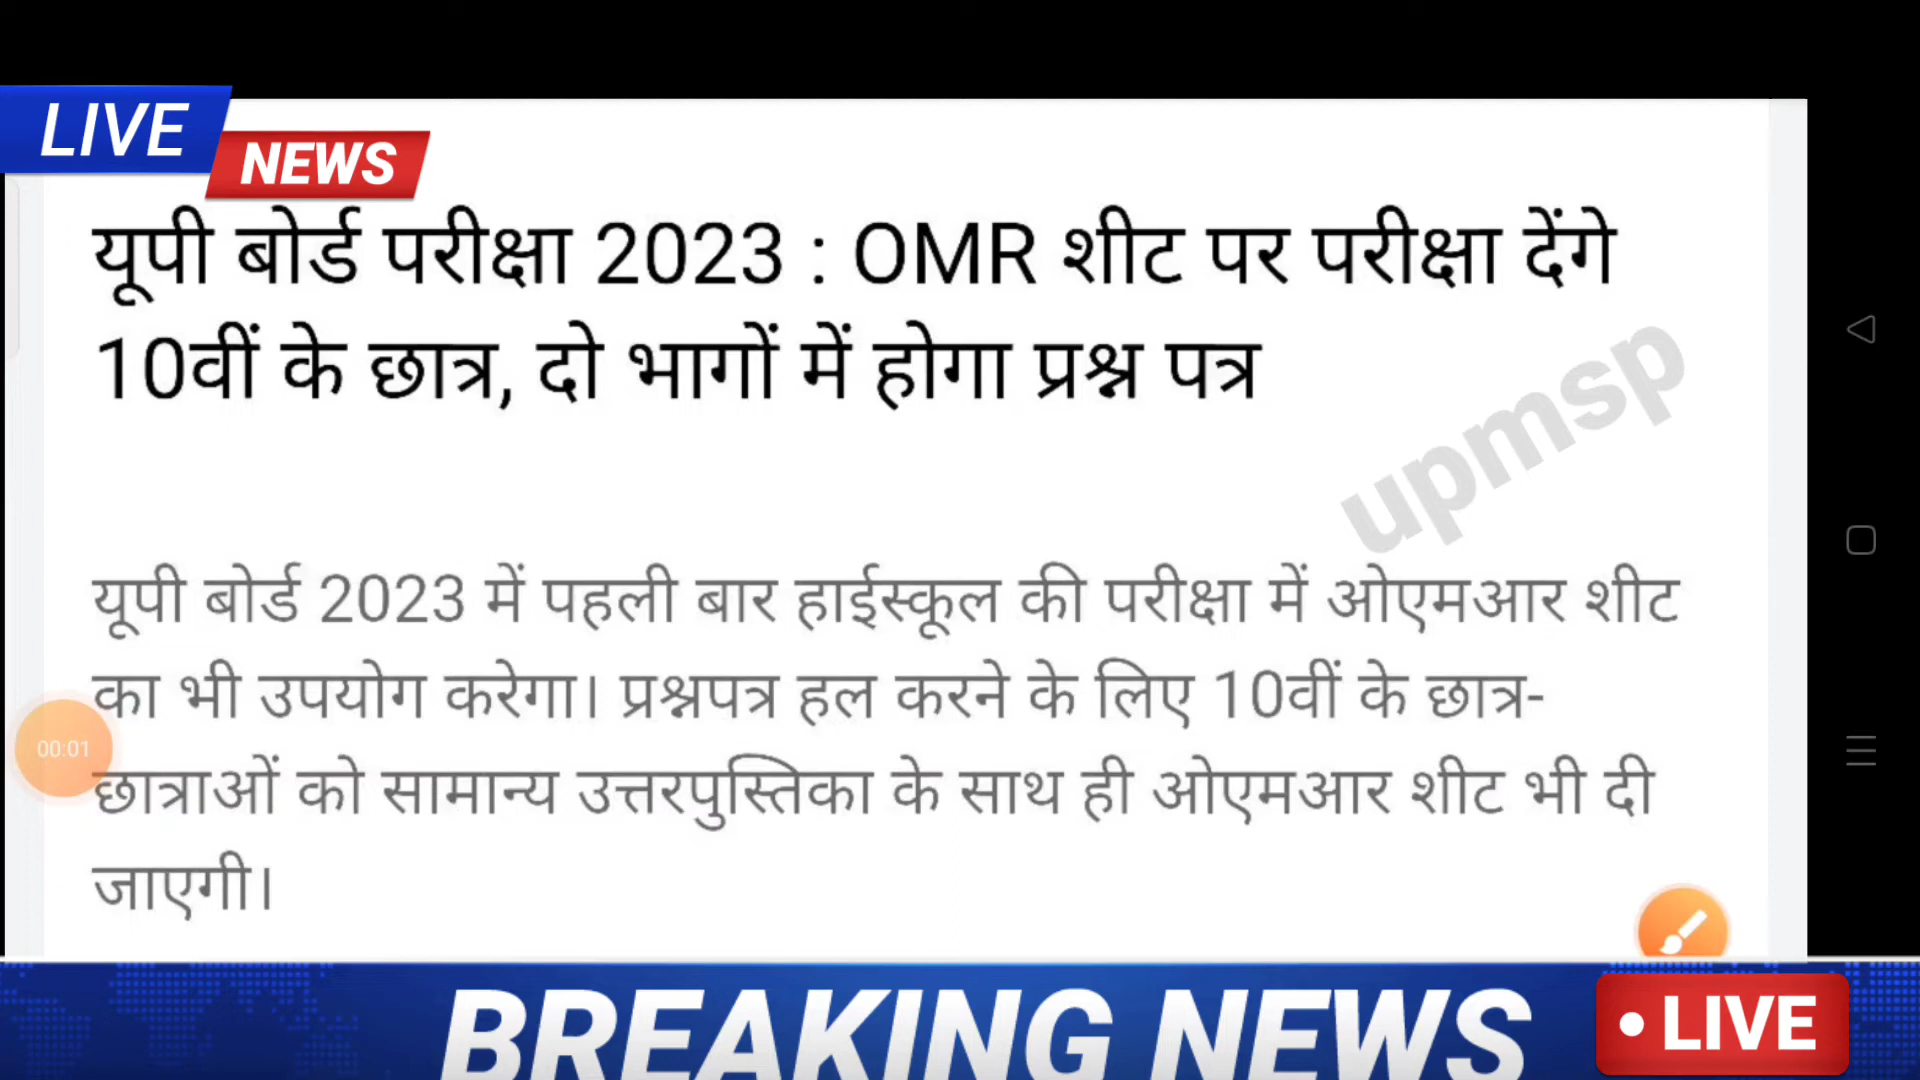 LIVE
NEWS
यूपी बोर्ड परीक्षा 2023 : OMR शीट पर परीक्षा देंगे
10वीं के छात्र, दो भागों में होगा प्रश्न पत्र
upmsp
यूपी बोर्ड 2023 में पहली बार हाईस्कूल की परीक्षा में ओएमआर शीट
का भी उपयोग करेगा। प्रश्नपत्र हल करने के लिए 10वीं के छात्र-
00:01
छात्राओं को सामान्य उत्तरपुस्तिका के साथ ही ओएमआर शीट भी दी
जाएगी।
BREAKING NEWS
LIVE